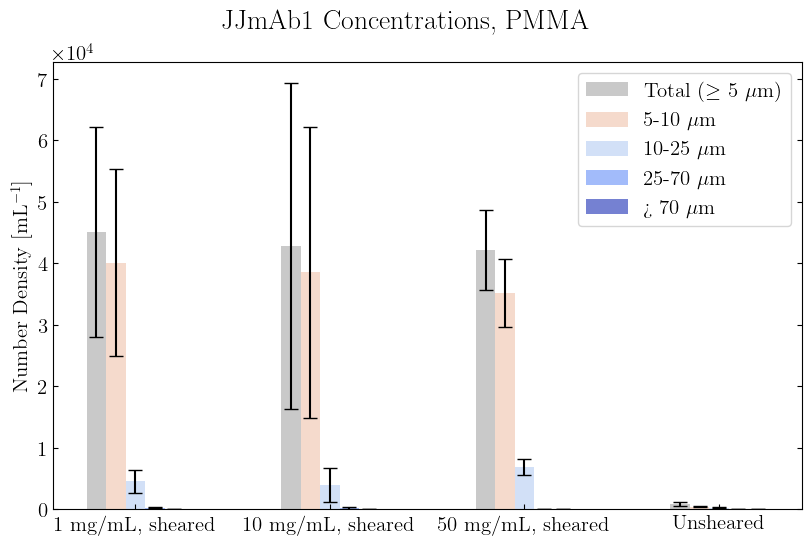 JJmAb1 Concentrations, PMMA
×10⁴
7
6
5
4
3
2
1
0
Number Density [mL⁻¹]
Total (≥ 5 μm)
5-10 μm
10-25 μm
25-70 μm
¿ 70 μm
1 mg/mL, sheared
10 mg/mL, sheared
50 mg/mL, sheared
Unsheared